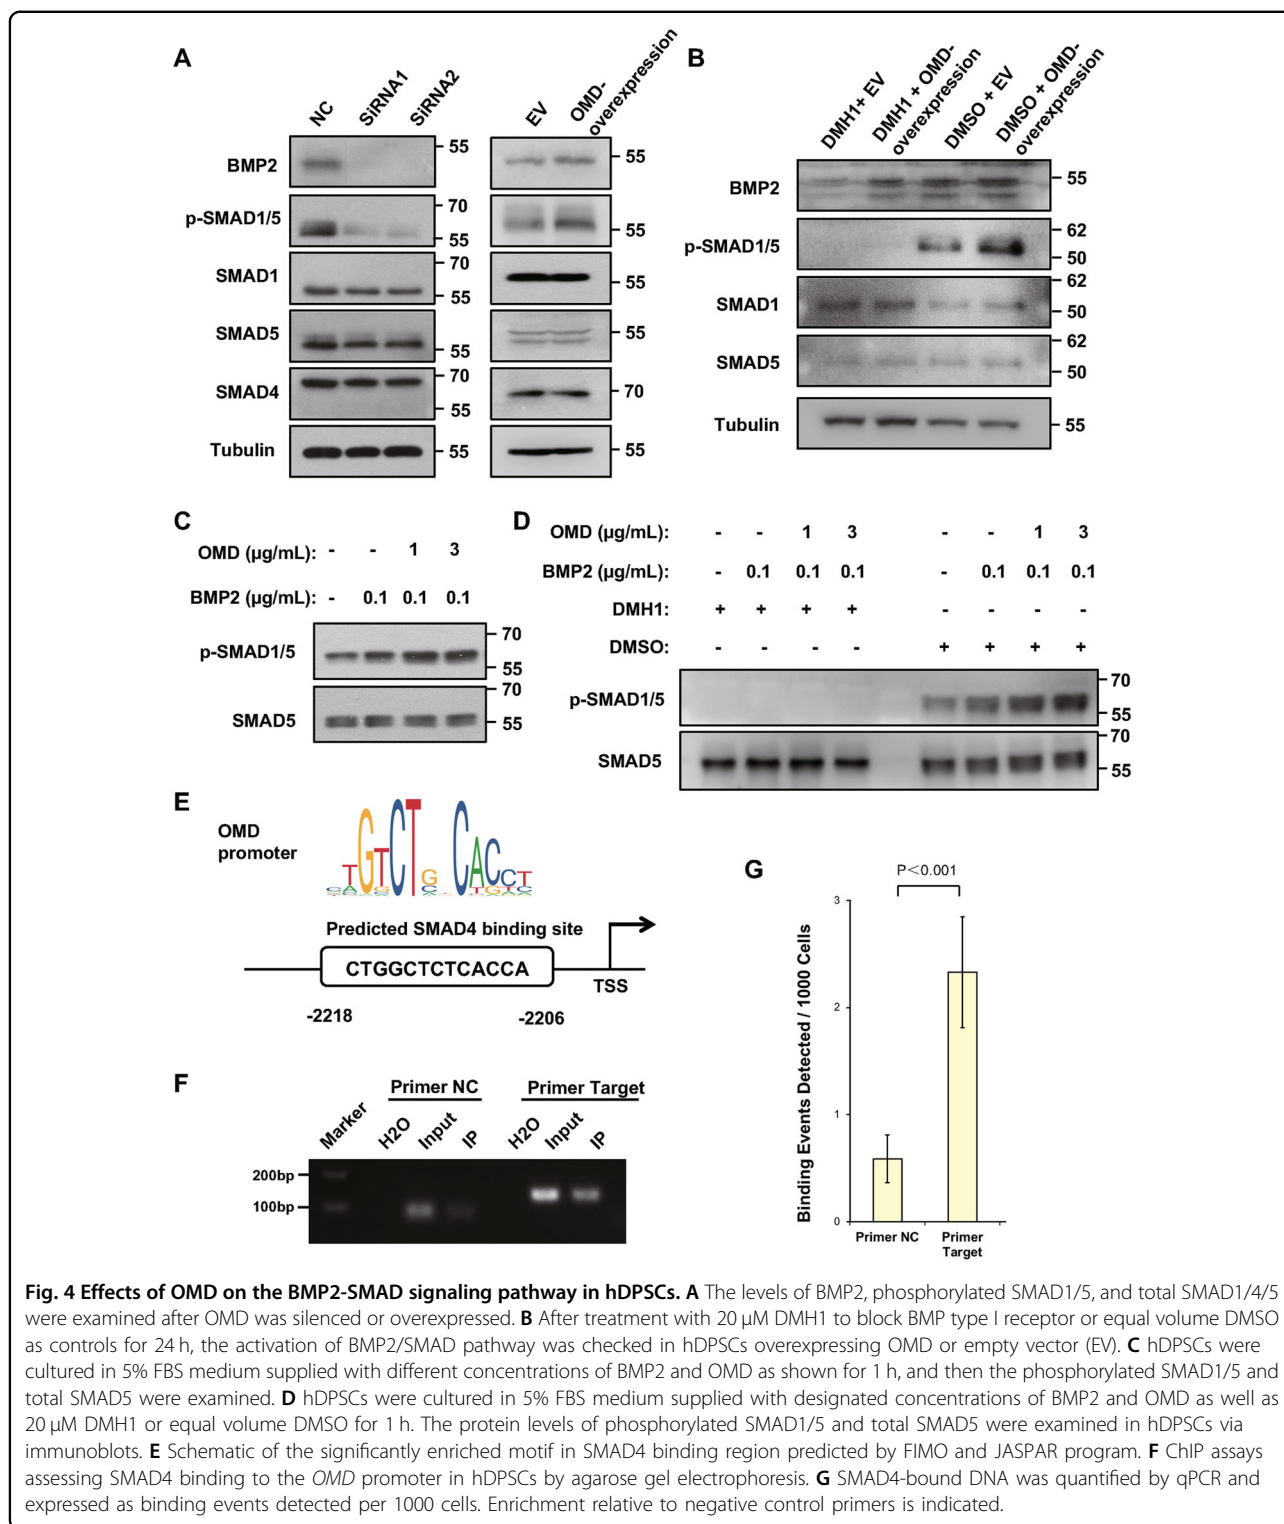 A
NC
SiRNA1
SiRNA2
EV
OMD-
overexpression
BMP2
55
55
p-SMAD1/5
70
55
55
SMAD1
70
55
55
SMAD5
55
55
SMAD4
70
55
70
Tubulin
55
55
B
DMH1+ EV
DMH1 + OMD-
overexpression
DMSO + EV
DMSO + OMD-
overexpression
BMP2
55
p-SMAD1/5
62
50
SMAD1
62
50
SMAD5
62
50
Tubulin
55
C
OMD (µg/mL): - - 1 3
BMP2 (µg/mL): - 0.1 0.1 0.1
p-SMAD1/5
70
55
SMAD5
70
55
D
OMD (µg/mL): - - 1 3 - - 1 3
BMP2 (µg/mL): - 0.1 0.1 0.1 - 0.1 0.1 0.1
DMH1: + + + + - - - -
DMSO: - - - - + + + +
p-SMAD1/5
70
55
SMAD5
70
55
E
OMD
promoter
Predicted SMAD4 binding site
CTGGCTCTCACCA
TSS
-2218 -2206
F
Primer NC Primer Target
Marker H2O Input IP H2O Input IP
200bp
100bp
G
P<0.001
Binding Events Detected / 1000 Cells
3
2
1
0
Primer NC
Primer
Target
Fig. 4 Effects of OMD on the BMP2-SMAD signaling pathway in hDPSCs. A The levels of BMP2, phosphorylated SMAD1/5, and total SMAD1/4/5
were examined after OMD was silenced or overexpressed. B After treatment with 20 µM DMH1 to block BMP type I receptor or equal volume DMSO
as controls for 24 h, the activation of BMP2/SMAD pathway was checked in hDPSCs overexpressing OMD or empty vector (EV). C hDPSCs were
cultured in 5% FBS medium supplied with different concentrations of BMP2 and OMD as shown for 1 h, and then the phosphorylated SMAD1/5 and
total SMAD5 were examined. D hDPSCs were cultured in 5% FBS medium supplied with designated concentrations of BMP2 and OMD as well as
20 µM DMH1 or equal volume DMSO for 1 h. The protein levels of phosphorylated SMAD1/5 and total SMAD5 were examined in hDPSCs via
immunoblots. E Schematic of the significantly enriched motif in SMAD4 binding region predicted by FIMO and JASPAR program. F ChIP assays
assessing SMAD4 binding to the OMD promoter in hDPSCs by agarose gel electrophoresis. G SMAD4-bound DNA was quantified by qPCR and
expressed as binding events detected per 1000 cells. Enrichment relative to negative control primers is indicated.